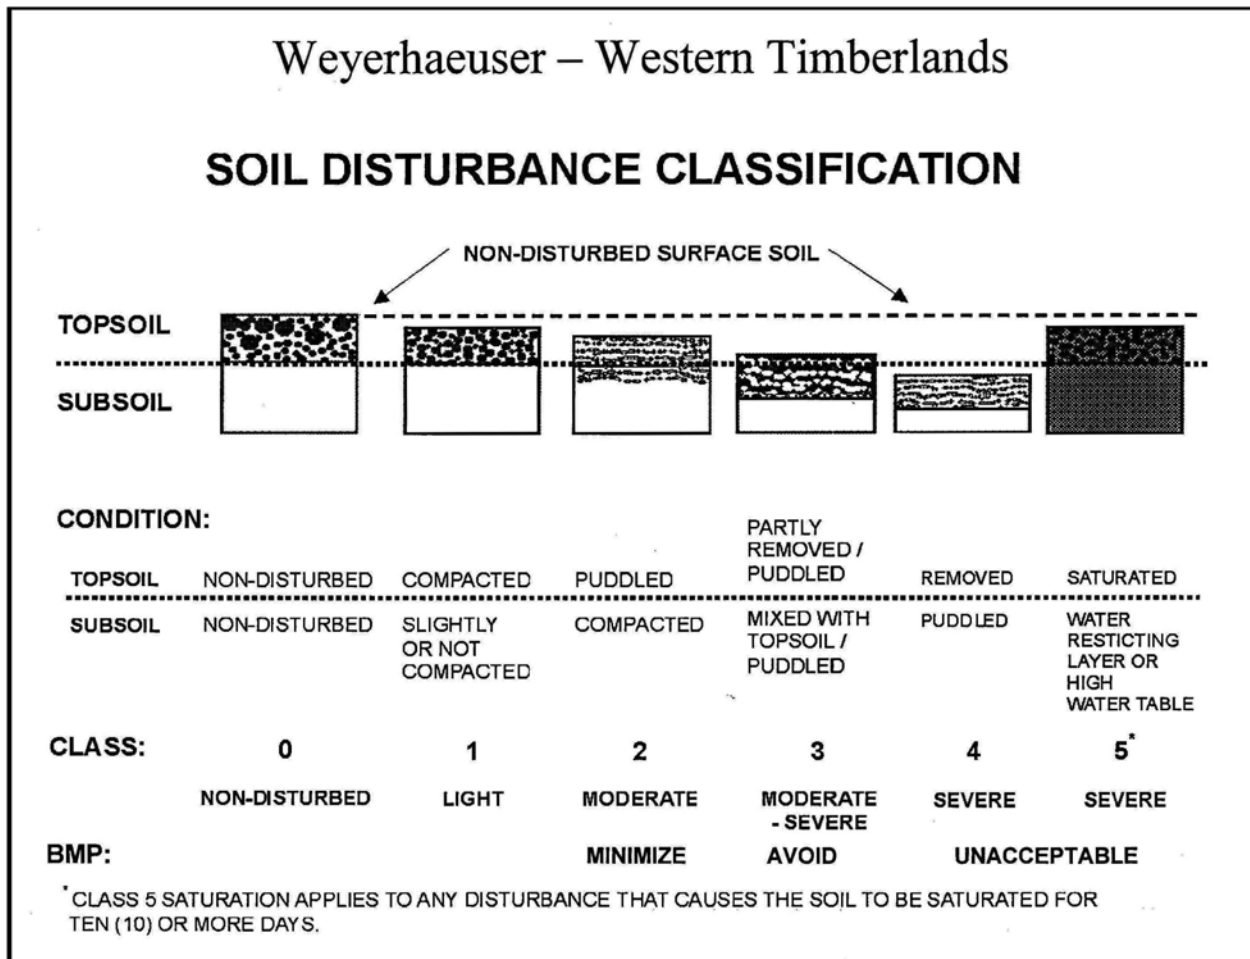 Weyerhaeuser – Western Timberlands
SOIL DISTURBANCE CLASSIFICATION
NON-DISTURBED SURFACE SOIL
TOPSOIL
SUBSOIL
CONDITION:
TOPSOIL NON-DISTURBED COMPACTED PUDDLED PARTLY REMOVED / PUDDLED REMOVED SATURATED
SUBSOIL NON-DISTURBED SLIGHTLY OR NOT COMPACTED COMPACTED MIXED WITH TOPSOIL / PUDDLED PUDDLED WATER RESTICTING LAYER OR HIGH WATER TABLE
CLASS: 0 1 2 3 4 5*
NON-DISTURBED LIGHT MODERATE MODERATE - SEVERE SEVERE SEVERE
BMP: MINIMIZE AVOID UNACCEPTABLE
* CLASS 5 SATURATION APPLIES TO ANY DISTURBANCE THAT CAUSES THE SOIL TO BE SATURATED FOR
TEN (10) OR MORE DAYS.